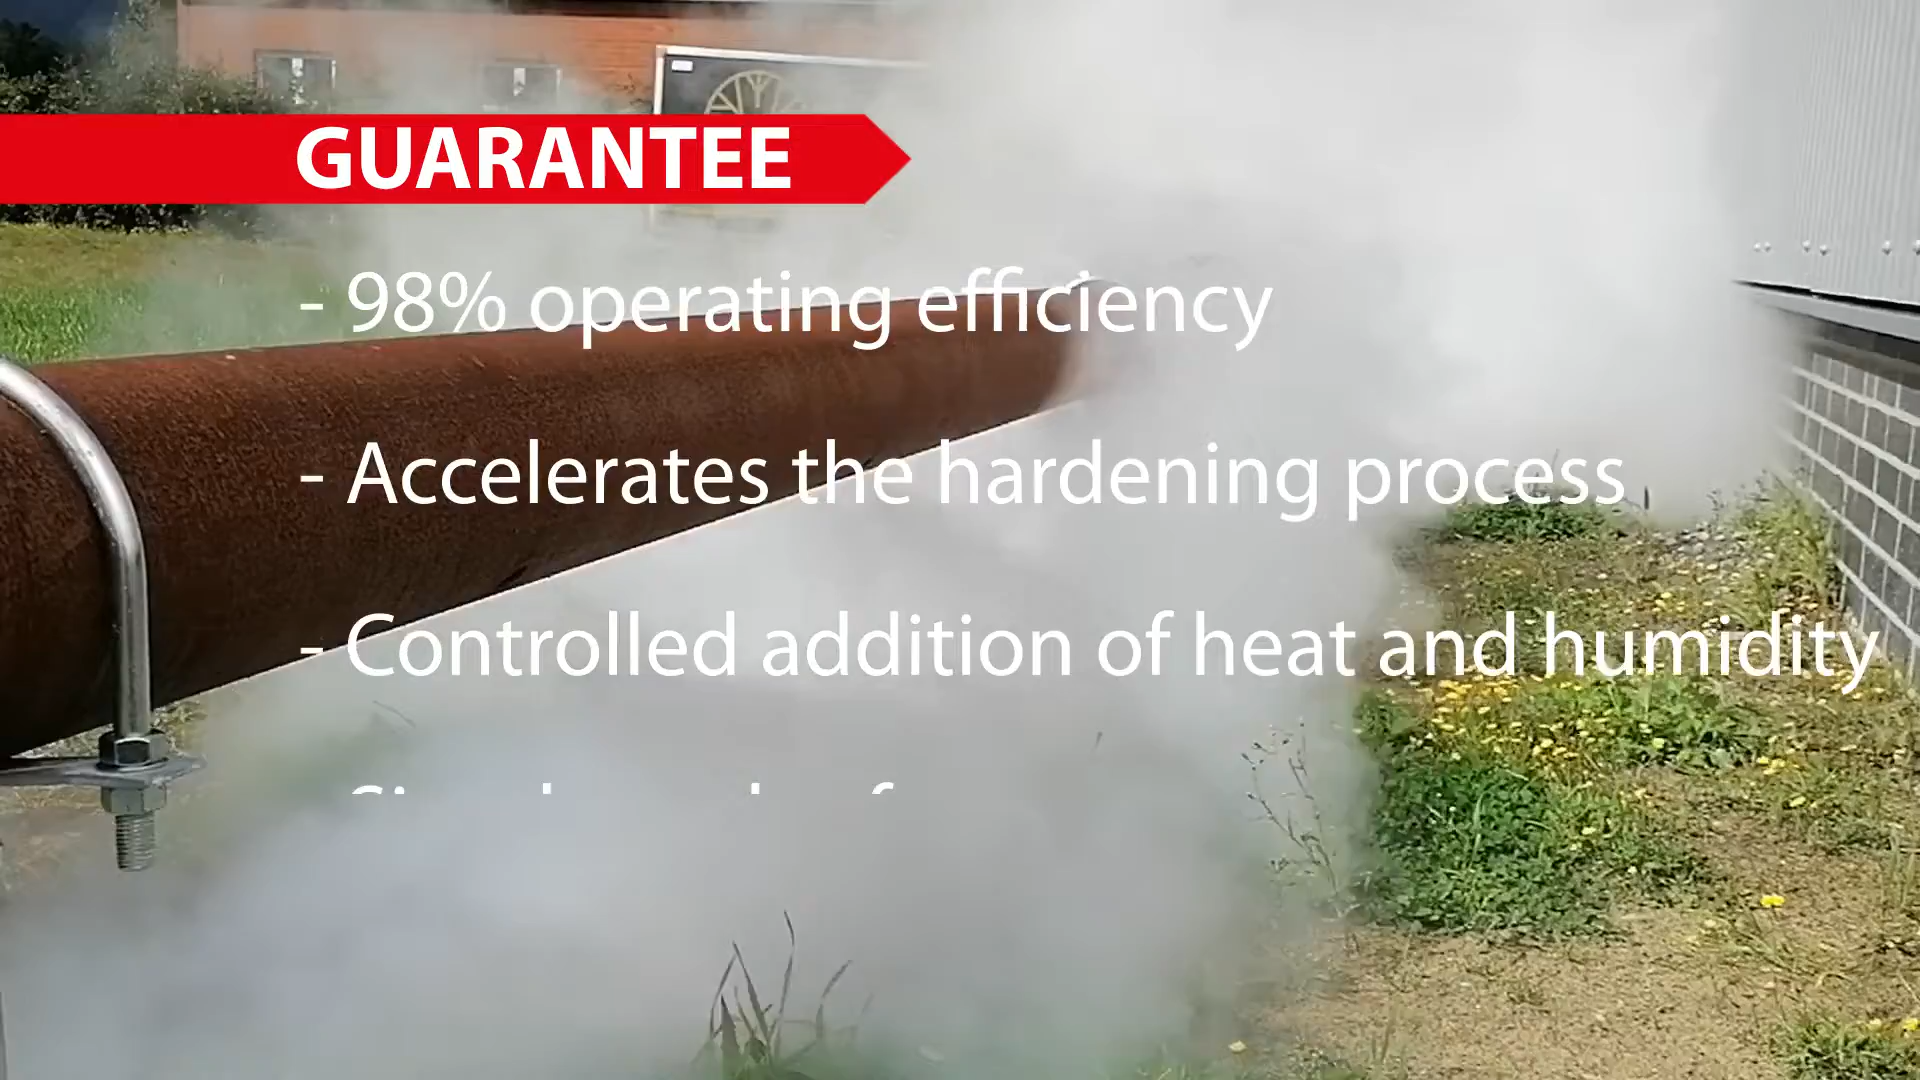 GUARANTEE
- 98% operating efficiency
- Accelerates the hardening process
- Controlled addition of heat and humidity